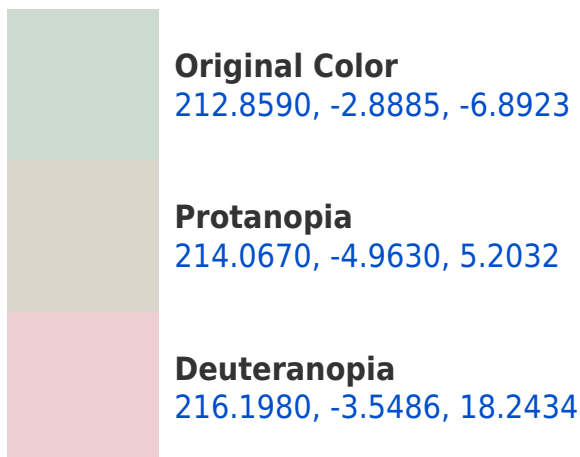 Original Color
212.8590, -2.8885, -6.8923
Protanopia
214.0670, -4.9630, 5.2032
Deuteranopia
216.1980, -3.5486, 18.2434